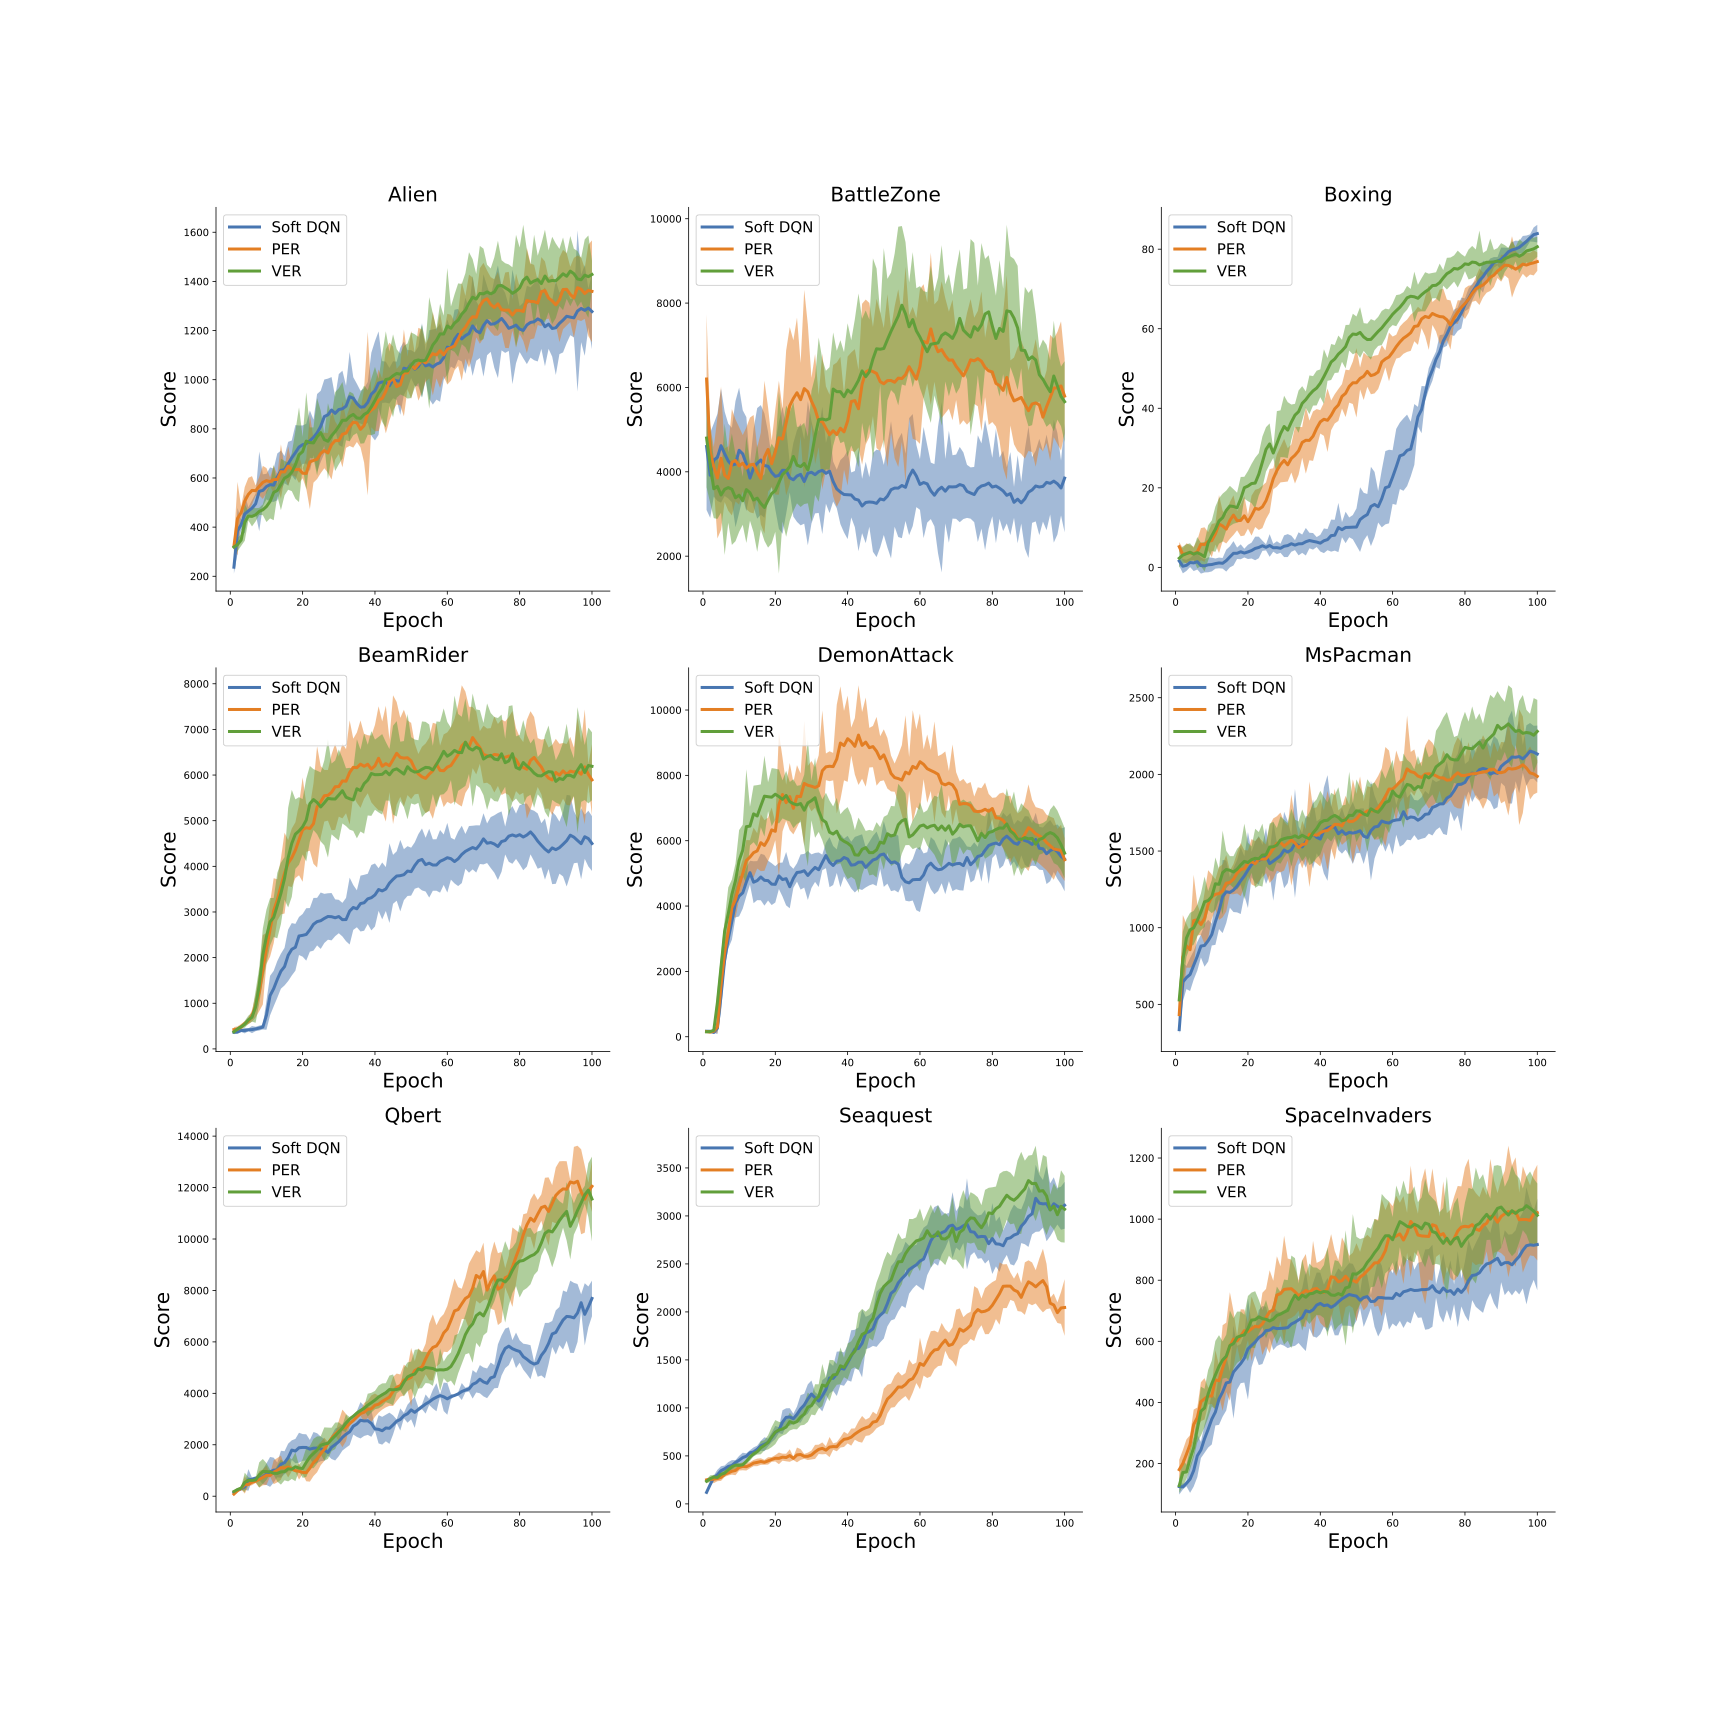 Alien
Soft DQN
PER
VER
Score
1600
1400
1200
1000
800
600
400
200
0 20 40 60 80 100
Epoch
BattleZone
Soft DQN
PER
VER
Score
10000
8000
6000
4000
2000
0 20 40 60 80 100
Epoch
Boxing
Soft DQN
PER
VER
Score
80
60
40
20
0
0 20 40 60 80 100
Epoch
BeamRider
Soft DQN
PER
VER
Score
8000
7000
6000
5000
4000
3000
2000
1000
0
0 20 40 60 80 100
Epoch
DemonAttack
Soft DQN
PER
VER
Score
10000
8000
6000
4000
2000
0
0 20 40 60 80 100
Epoch
MsPacman
Soft DQN
PER
VER
Score
2500
2000
1500
1000
500
0 20 40 60 80 100
Epoch
Qbert
Soft DQN
PER
VER
Score
14000
12000
10000
8000
6000
4000
2000
0
0 20 40 60 80 100
Epoch
Seaquest
Soft DQN
PER
VER
Score
3500
3000
2500
2000
1500
1000
500
0
0 20 40 60 80 100
Epoch
SpaceInvaders
Soft DQN
PER
VER
Score
1200
1000
800
600
400
200
0 20 40 60 80 100
Epoch